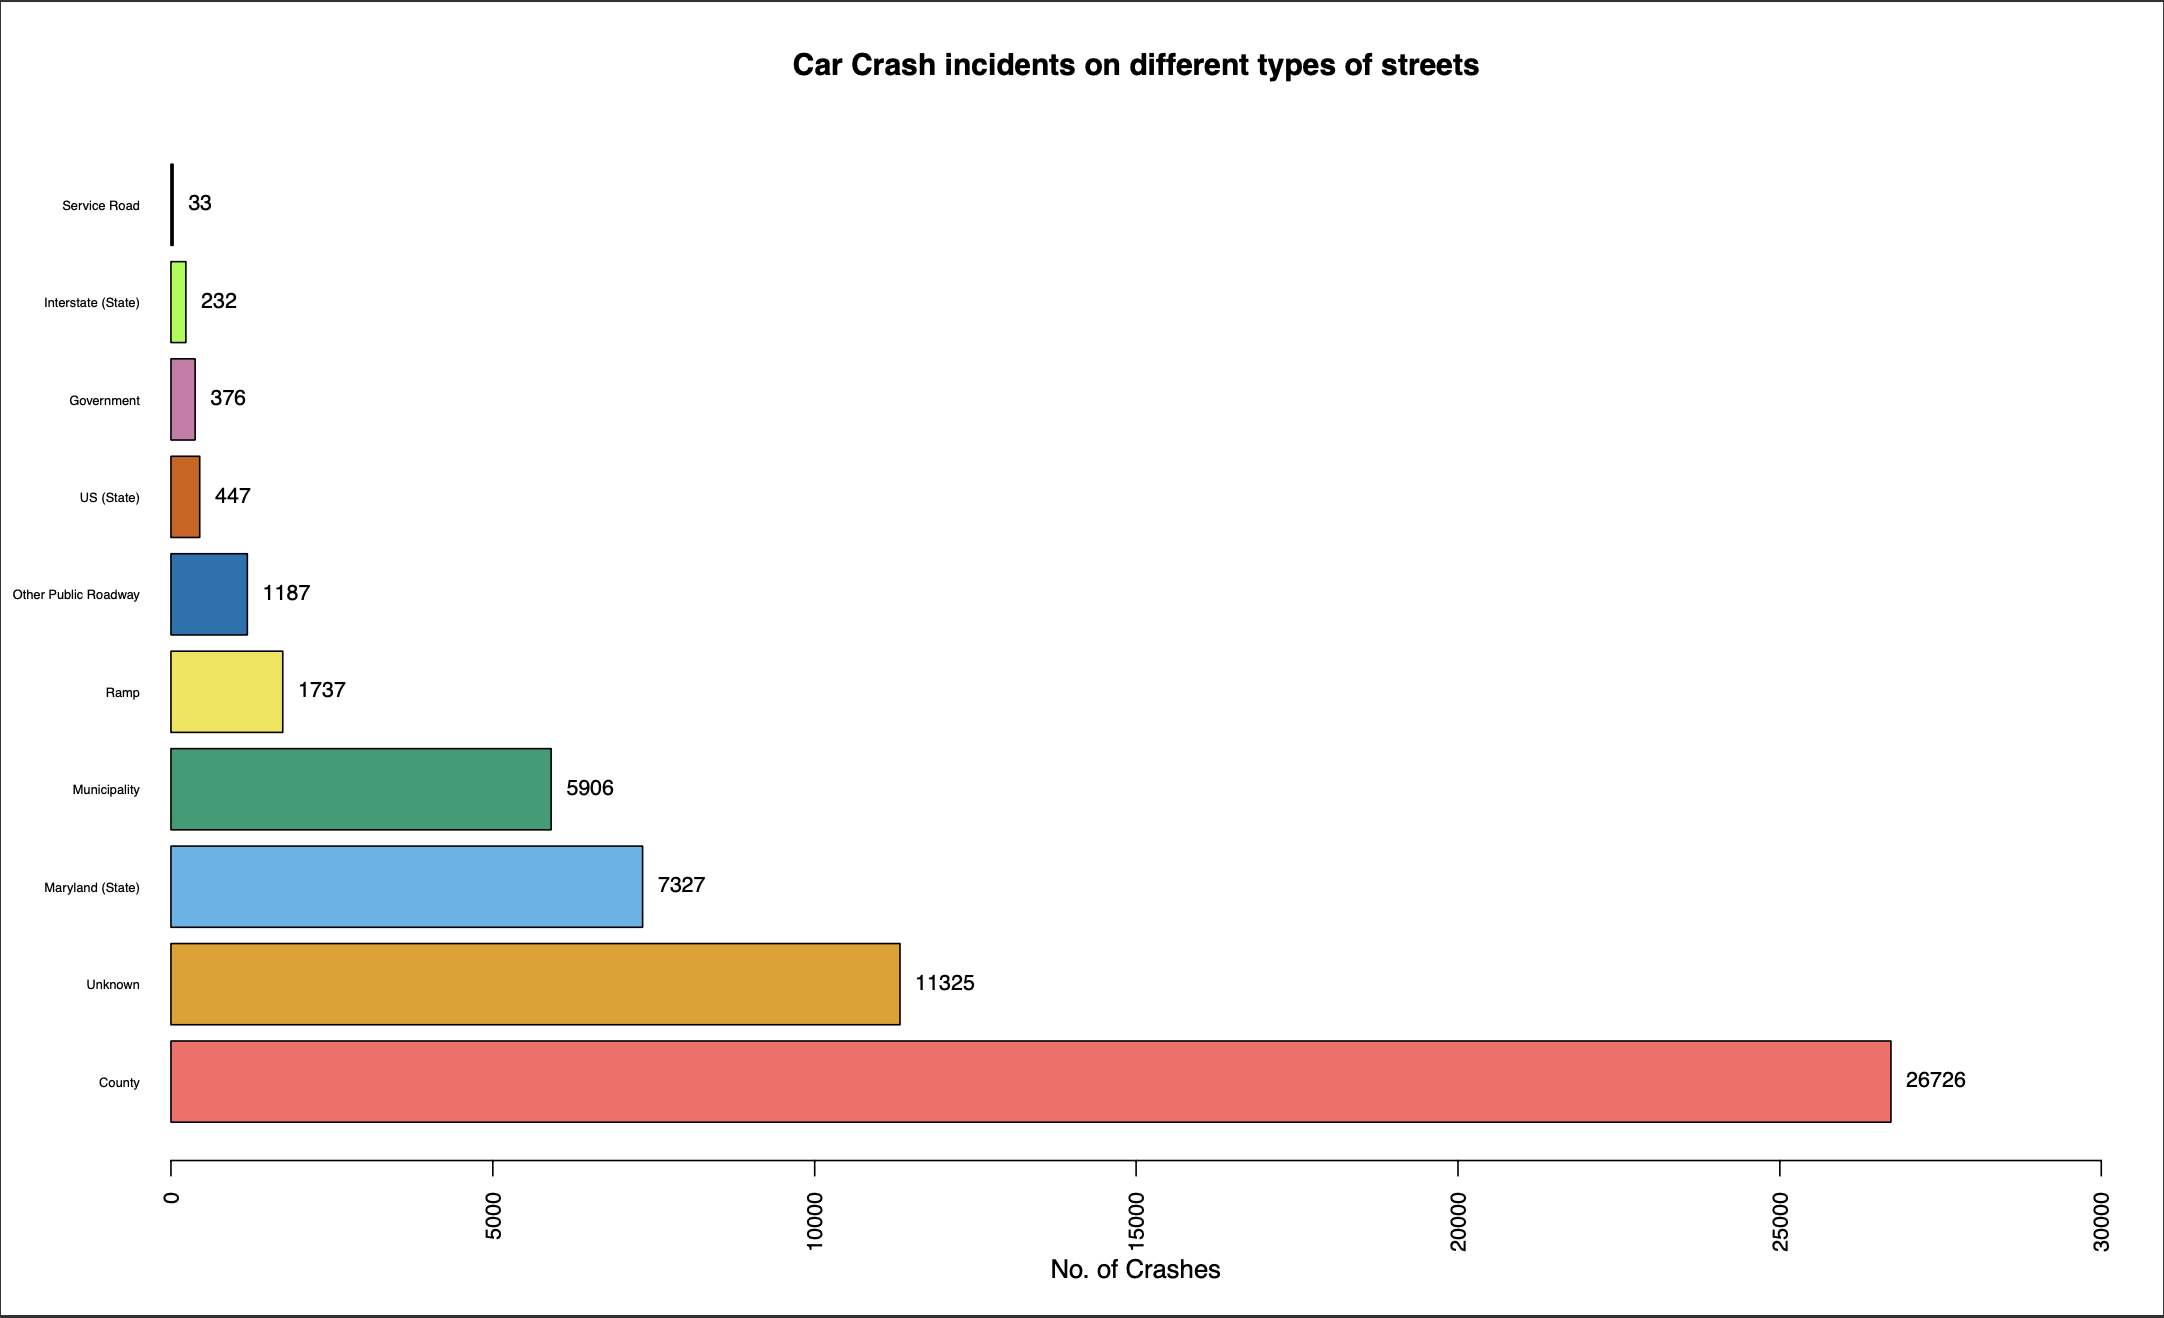 Car Crash incidents on different types of streets
Service Road 33
Interstate (State) 232
Government 376
US (State) 447
Other Public Roadway 1187
Ramp 1737
Municipality 5906
Maryland (State) 7327
Unknown 11325
County 26726
0 5000 10000 15000 20000 25000 30000
No. of Crashes